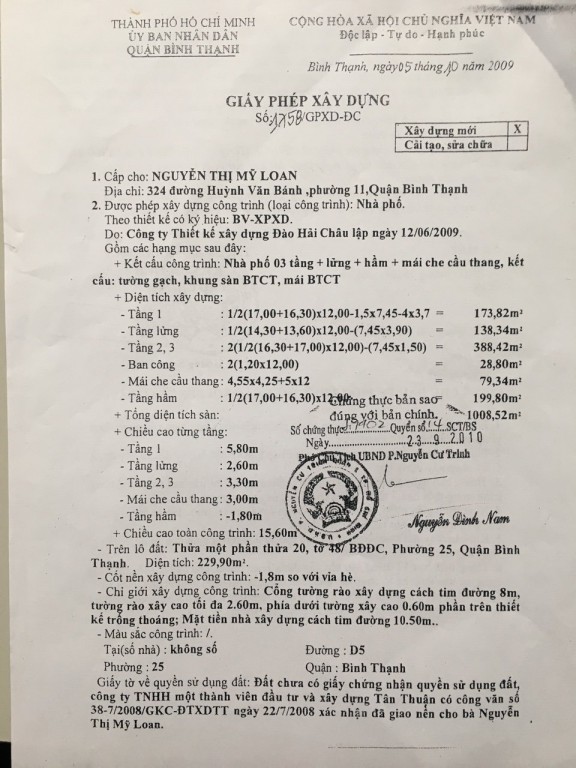 THÀNH PHỐ HỒ CHÍ MINH
ỦY BAN NHÂN DÂN
QUẬN BÌNH THẠNH
CỘNG HÒA XÃ HỘI CHỦ NGHĨA VIỆT NAM
Độc lập - Tự do - Hạnh phúc
Bình Thạnh, ngày 05 tháng 10 năm 2009
GIẤY PHÉP XÂY DỰNG
Số: 1758/GPXD-ĐC
Xây dựng mới X
Cải tạo, sửa chữa
1. Cấp cho: NGUYỄN THỊ MỸ LOAN
Địa chỉ: 324 đường Huỳnh Văn Bánh ,phường 11,Quận Bình Thạnh
2. Được phép xây dựng công trình (loại công trình): Nhà phố.
Theo thiết kế có ký hiệu: BV-XPXD.
Do: Công ty Thiết kế xây dựng Đào Hải Châu lập ngày 12/06/2009.
Gồm các hạng mục sau đây:
+ Kết cấu công trình: Nhà phố 03 tầng + lửng + hầm + mái che cầu thang, kết
cấu: tường gạch, khung sàn BTCT, mái BTCT
+ Diện tích xây dựng:
- Tầng 1 : 1/2(17,00+16,30)x12,00-1,5x7,45-4x3,7 = 173,82m²
- Tầng lửng : 1/2(14,30+13,60)x12,00-(7,45x3,90) = 138,34m²
- Tầng 2, 3 : 2(1/2(16,30+17,00)x12,00)-(7,45x1,50) = 388,42m²
- Ban công : 2(1,20x12,00) = 28,80m²
- Mái che cầu thang: 4,55x4,25+5x12 = 79,34m²
- Tầng hầm : 1/2(17,00+16,30)x12,00 = 199,80m²
+ Tổng diện tích sàn: 1008,52m²
Chứng thực bản sao
đúng với bản chính.
Số chứng thực Quyển số 14 SCT/BS
Ngày 23.9.2010
Phó Chủ Tịch UBND P.Nguyễn Cư Trinh
+ Chiều cao từng tầng:
- Tầng 1 : 5,80m
- Tầng lửng : 2,60m
- Tầng 2, 3 : 3,30m
- Mái che cầu thang : 3,00m
- Tầng hầm : -1,80m
Nguyễn Đình Nam
+ Chiều cao toàn công trình: 15,60m
- Trên lô đất: Thửa một phần thửa 20, tờ 48/ BĐĐC, Phường 25, Quận Bình
Thạnh. Diện tích: 229,90m².
- Cốt nền xây dựng công trình: -1,8m so với vỉa hè.
- Chỉ giới xây dựng công trình: Cổng tường rào xây dựng cách tim đường 8m,
tường rào xây cao tối đa 2.60m, phía dưới tường xây cao 0.60m phần trên thiết
kế trống thoáng; Mặt tiền nhà xây dựng cách tim đường 10.50m..
- Màu sắc công trình: /.
Tại(số nhà) : không số Đường : D5
Phường : 25 Quận : Bình Thạnh
Giấy tờ về quyền sử dụng đất: Đất chưa có giấy chứng nhận quyền sử dụng đất,
công ty TNHH một thành viên đầu tư và xây dựng Tân Thuận có công văn số
38-7/2008/GKC-ĐTXDTT ngày 22/7/2008 xác nhận đã giao nền cho bà Nguyễn
Thị Mỹ Loan.